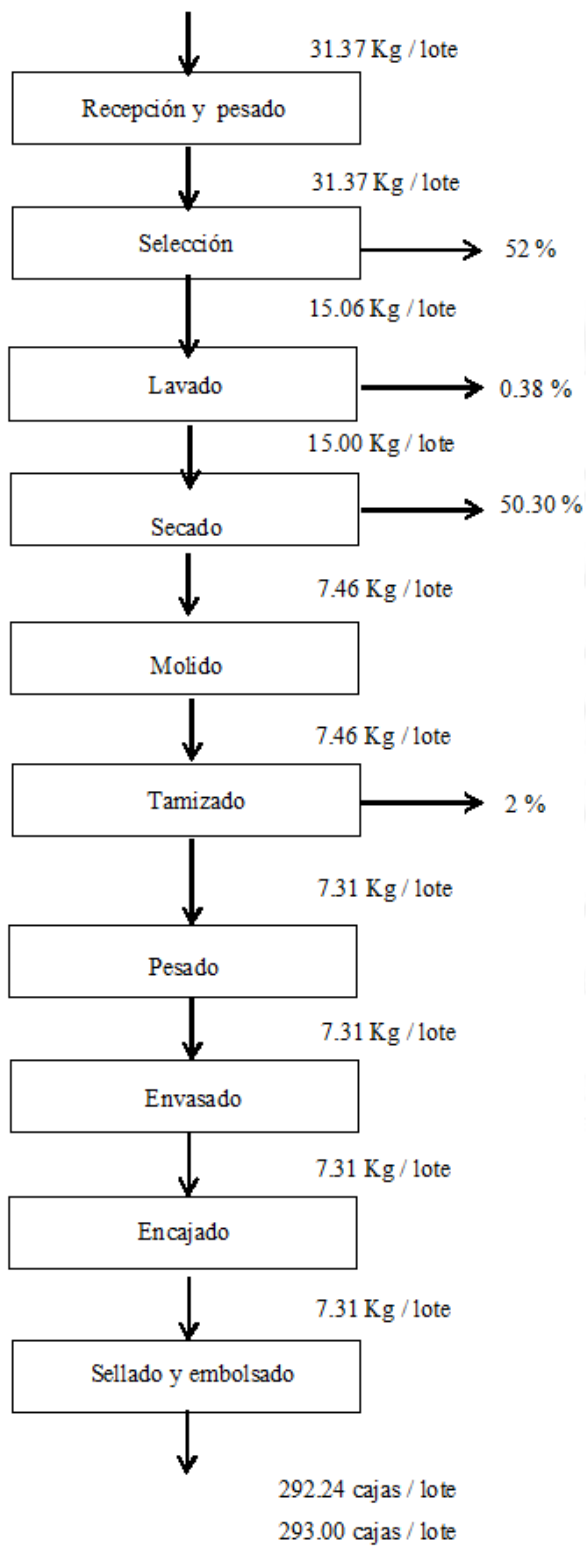 31.37 Kg / lote
Recepción y pesado
31.37 Kg / lote
Selección
52 %
15.06 Kg / lote
Lavado
0.38 %
15.00 Kg / lote
Secado
50.30 %
7.46 Kg / lote
Molido
7.46 Kg / lote
Tamizado
2 %
7.31 Kg / lote
Pesado
7.31 Kg / lote
Envasado
7.31 Kg / lote
Encajado
7.31 Kg / lote
Sellado y embolsado
292.24 cajas / lote
293.00 cajas / lote